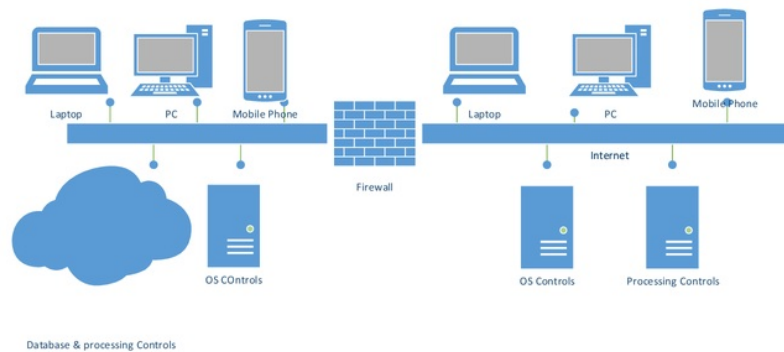 Laptop
PC
Mobile Phone
Laptop
PC
Mobile Phone
Internet
Firewall
OS COntrols
OS Controls
Processing Controls
Database & processing Controls